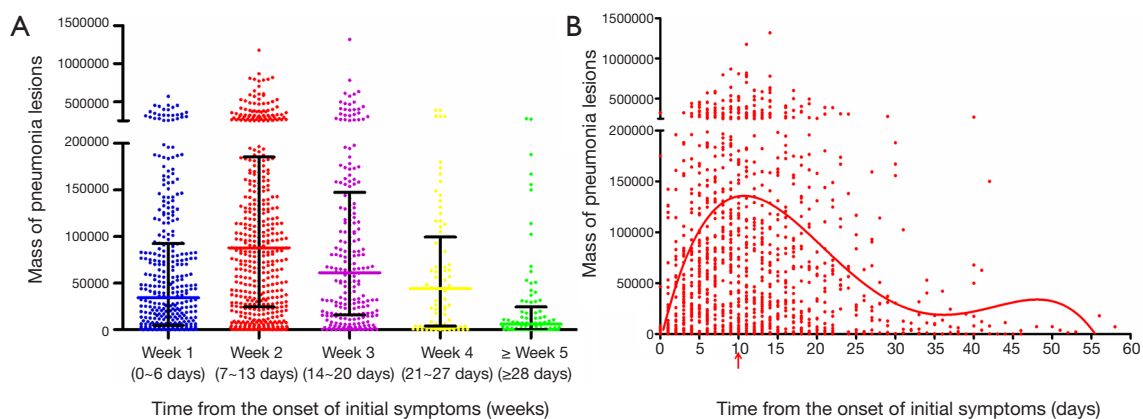 A
Mass of pneumonia lesions
1500000
1000000
500000
200000
150000
100000
50000
0
Week 1 Week 2 Week 3 Week 4 ≥ Week 5
(0~6 days) (7~13 days) (14~20 days) (21~27 days) (≥28 days)
Time from the onset of initial symptoms (weeks)
B
Mass of pneumonia lesions
1500000
1000000
500000
200000
150000
100000
50000
0
0 5 10 15 20 25 30 35 40 45 50 55 60
Time from the onset of initial symptoms (days)